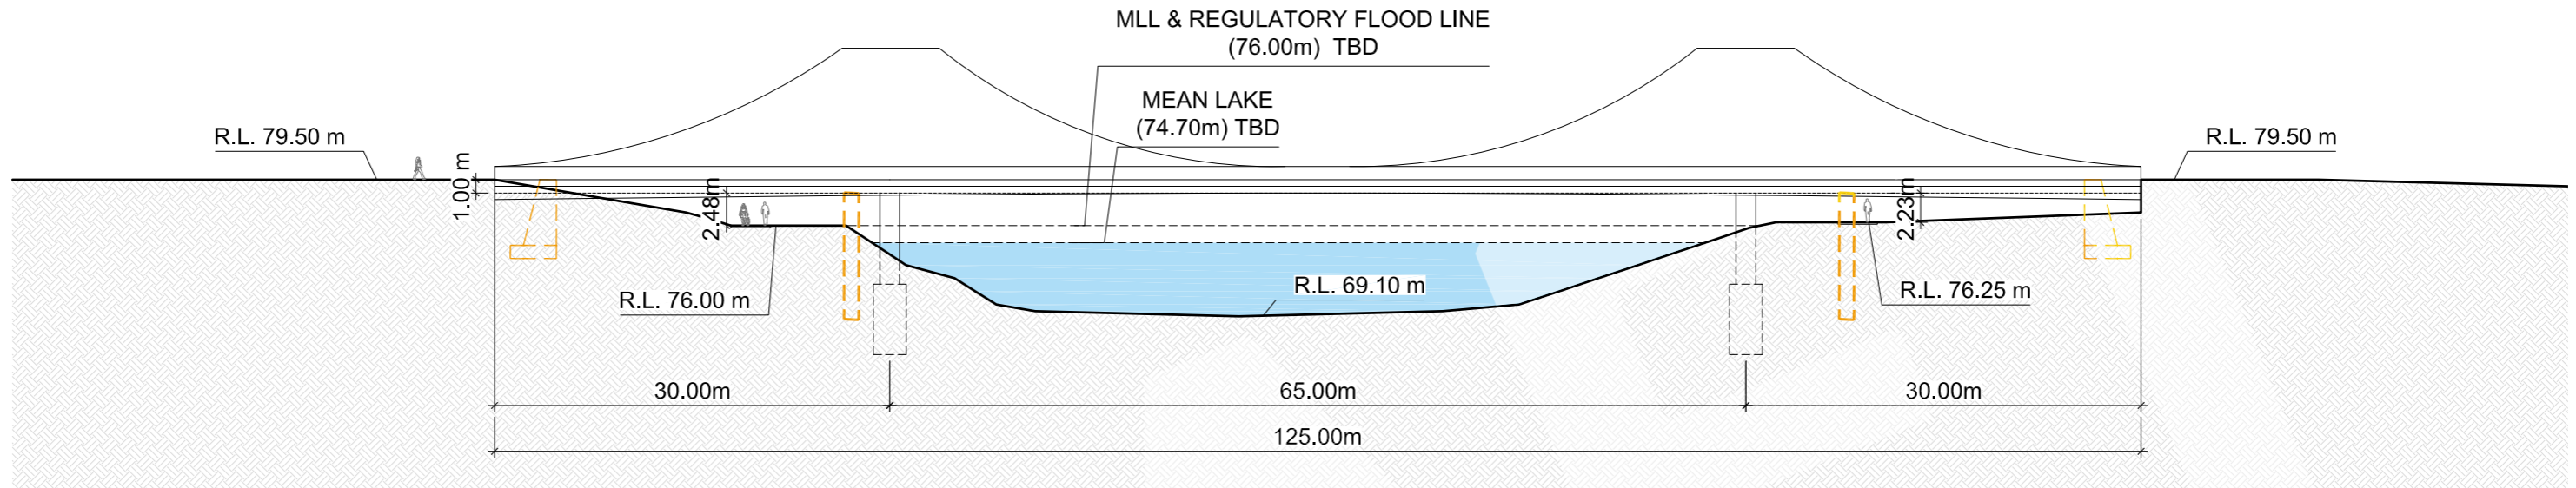 MLL & REGULATORY FLOOD LINE
(76.00m) TBD
MEAN LAKE
(74.70m) TBD
R.L. 79.50 m
R.L. 79.50 m
1.00 m
2.48m
2.23m
R.L. 76.00 m
R.L. 69.10 m
R.L. 76.25 m
30.00m
65.00m
30.00m
125.00m